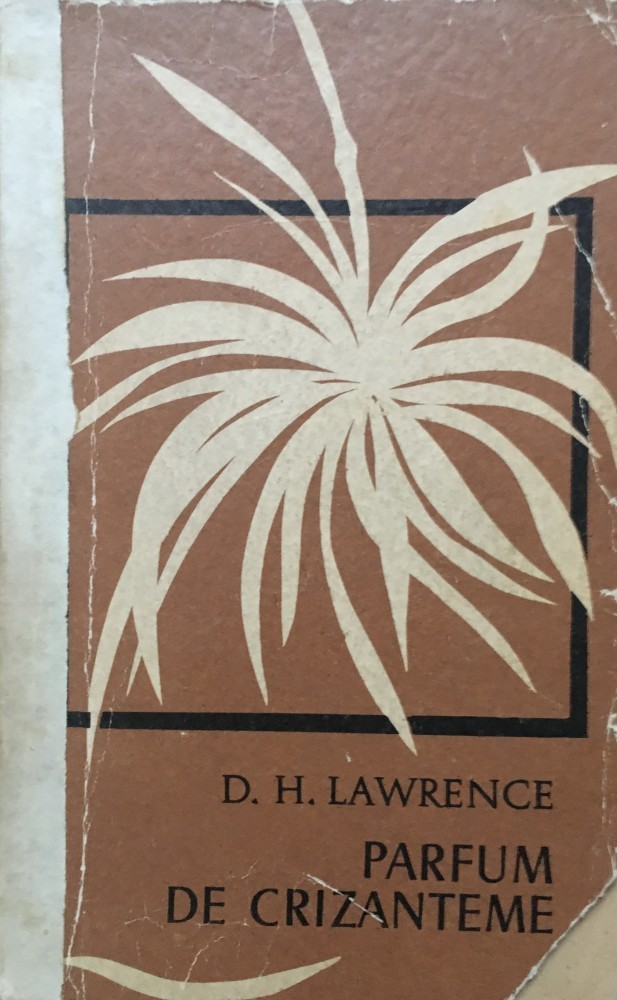 D. H. LAWRENCE
PARFUM
DE CRIZANTEME